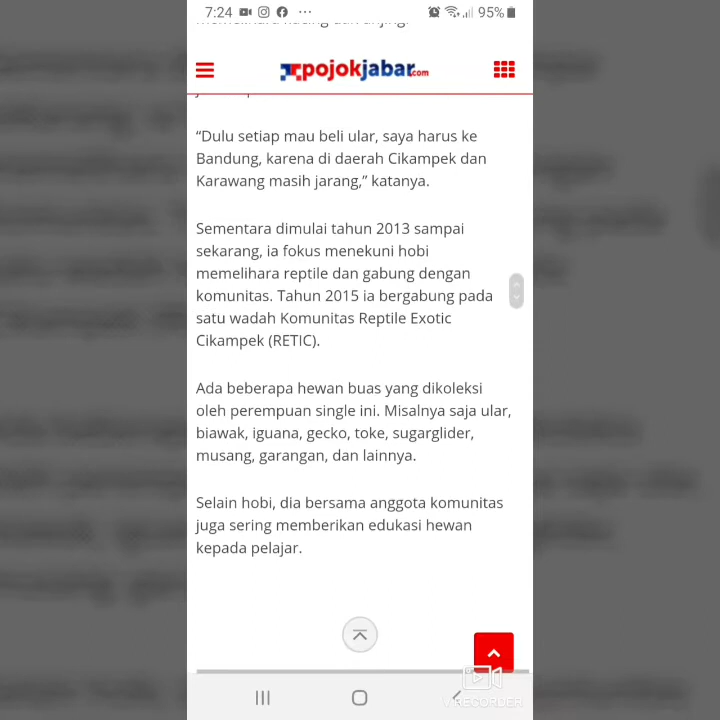 7:24
95%
pojokjabar.com
“Dulu setiap mau beli ular, saya harus ke
Bandung, karena di daerah Cikampek dan
Karawang masih jarang,” katanya.
Sementara dimulai tahun 2013 sampai
sekarang, ia fokus menekuni hobi
memelihara reptile dan gabung dengan
komunitas. Tahun 2015 ia bergabung pada
satu wadah Komunitas Reptile Exotic
Cikampek (RETIC).
Ada beberapa hewan buas yang dikoleksi
oleh perempuan single ini. Misalnya saja ular,
biawak, iguana, gecko, toke, sugarglider,
musang, garangan, dan lainnya.
Selain hobi, dia bersama anggota komunitas
juga sering memberikan edukasi hewan
kepada pelajar.
V RECORDER